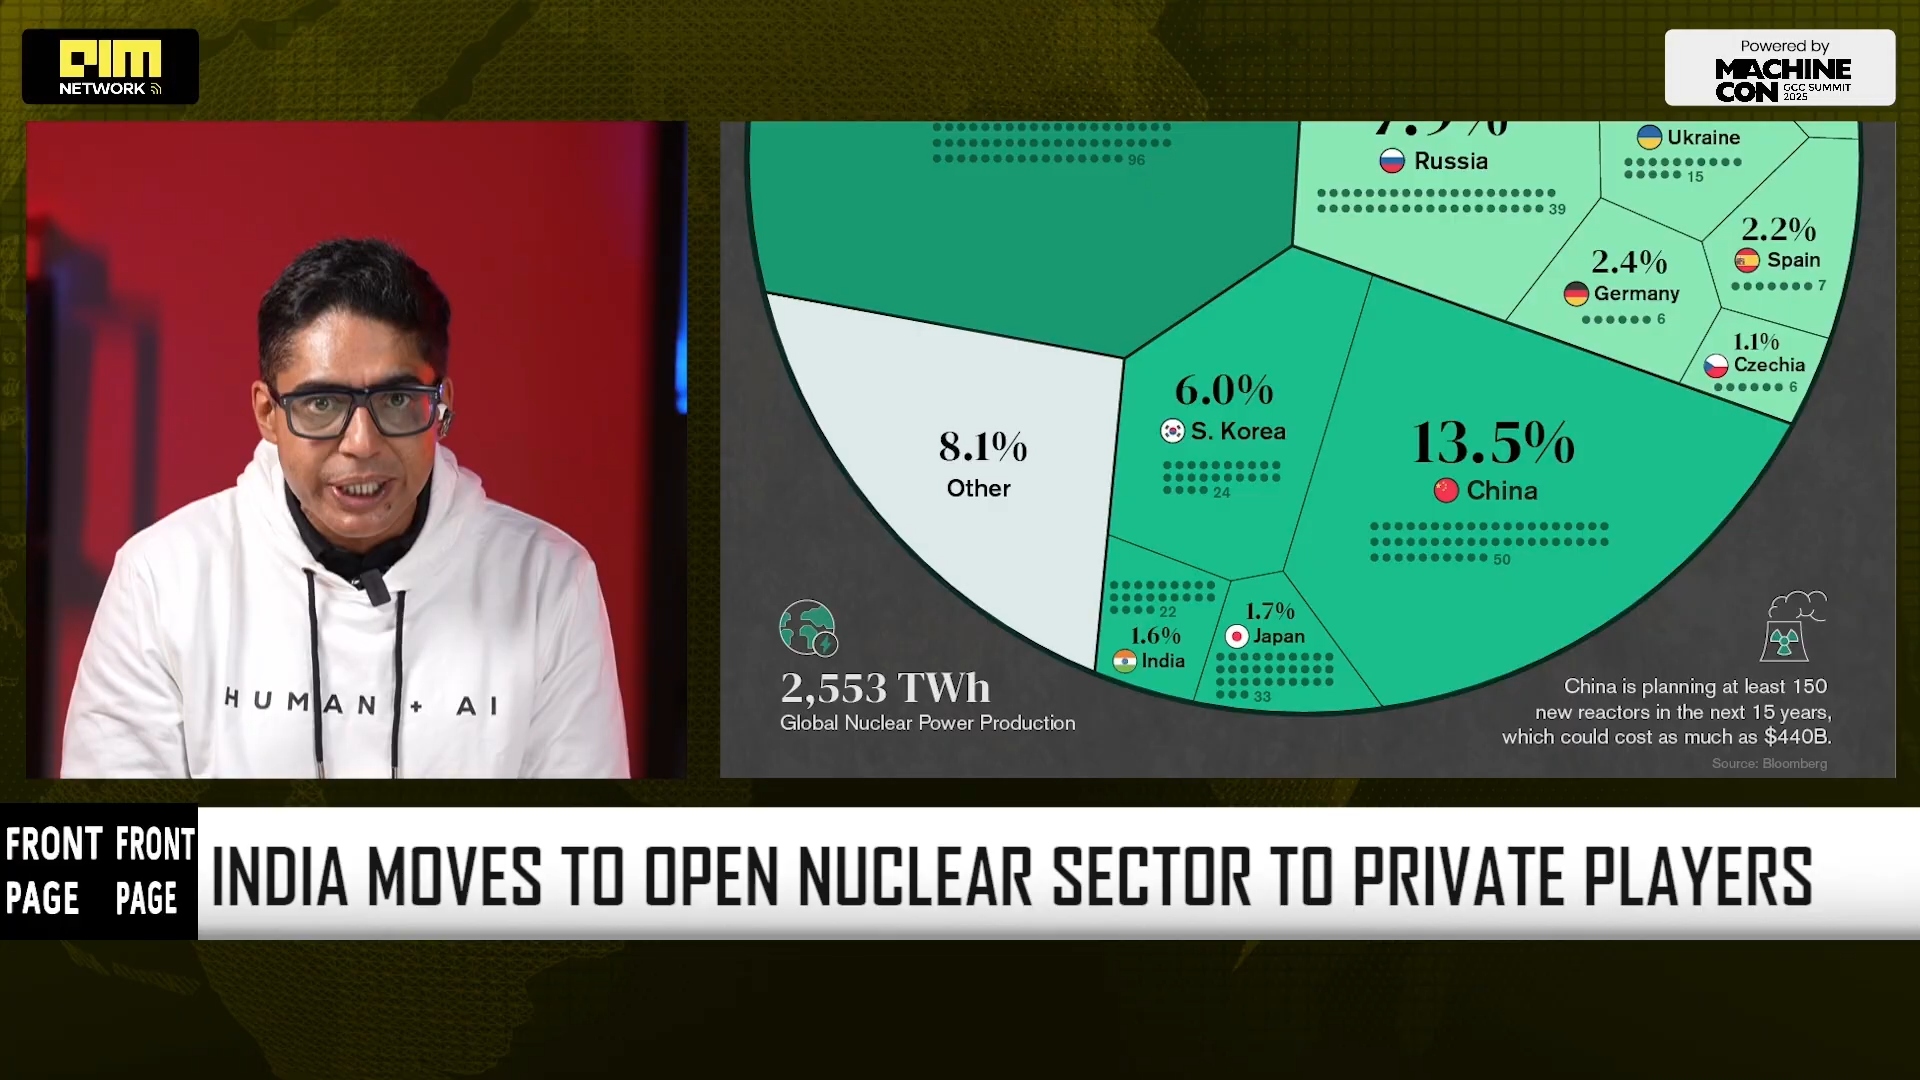 AIM
NETWORK
Powered by
MACHINE
CON GCC SUMMIT
2025
HUMAN + AI
96
Russia
39
Ukraine
15
2.2%
Spain
7
2.4%
Germany
6
1.1%
Czechia
6
8.1%
Other
6.0%
S. Korea
24
13.5%
China
50
22
1.6%
India
1.7%
Japan
33
2,553 TWh
Global Nuclear Power Production
China is planning at least 150
new reactors in the next 15 years,
which could cost as much as $440B.
Source: Bloomberg
FRONT FRONT
PAGE PAGE
INDIA MOVES TO OPEN NUCLEAR SECTOR TO PRIVATE PLAYERS